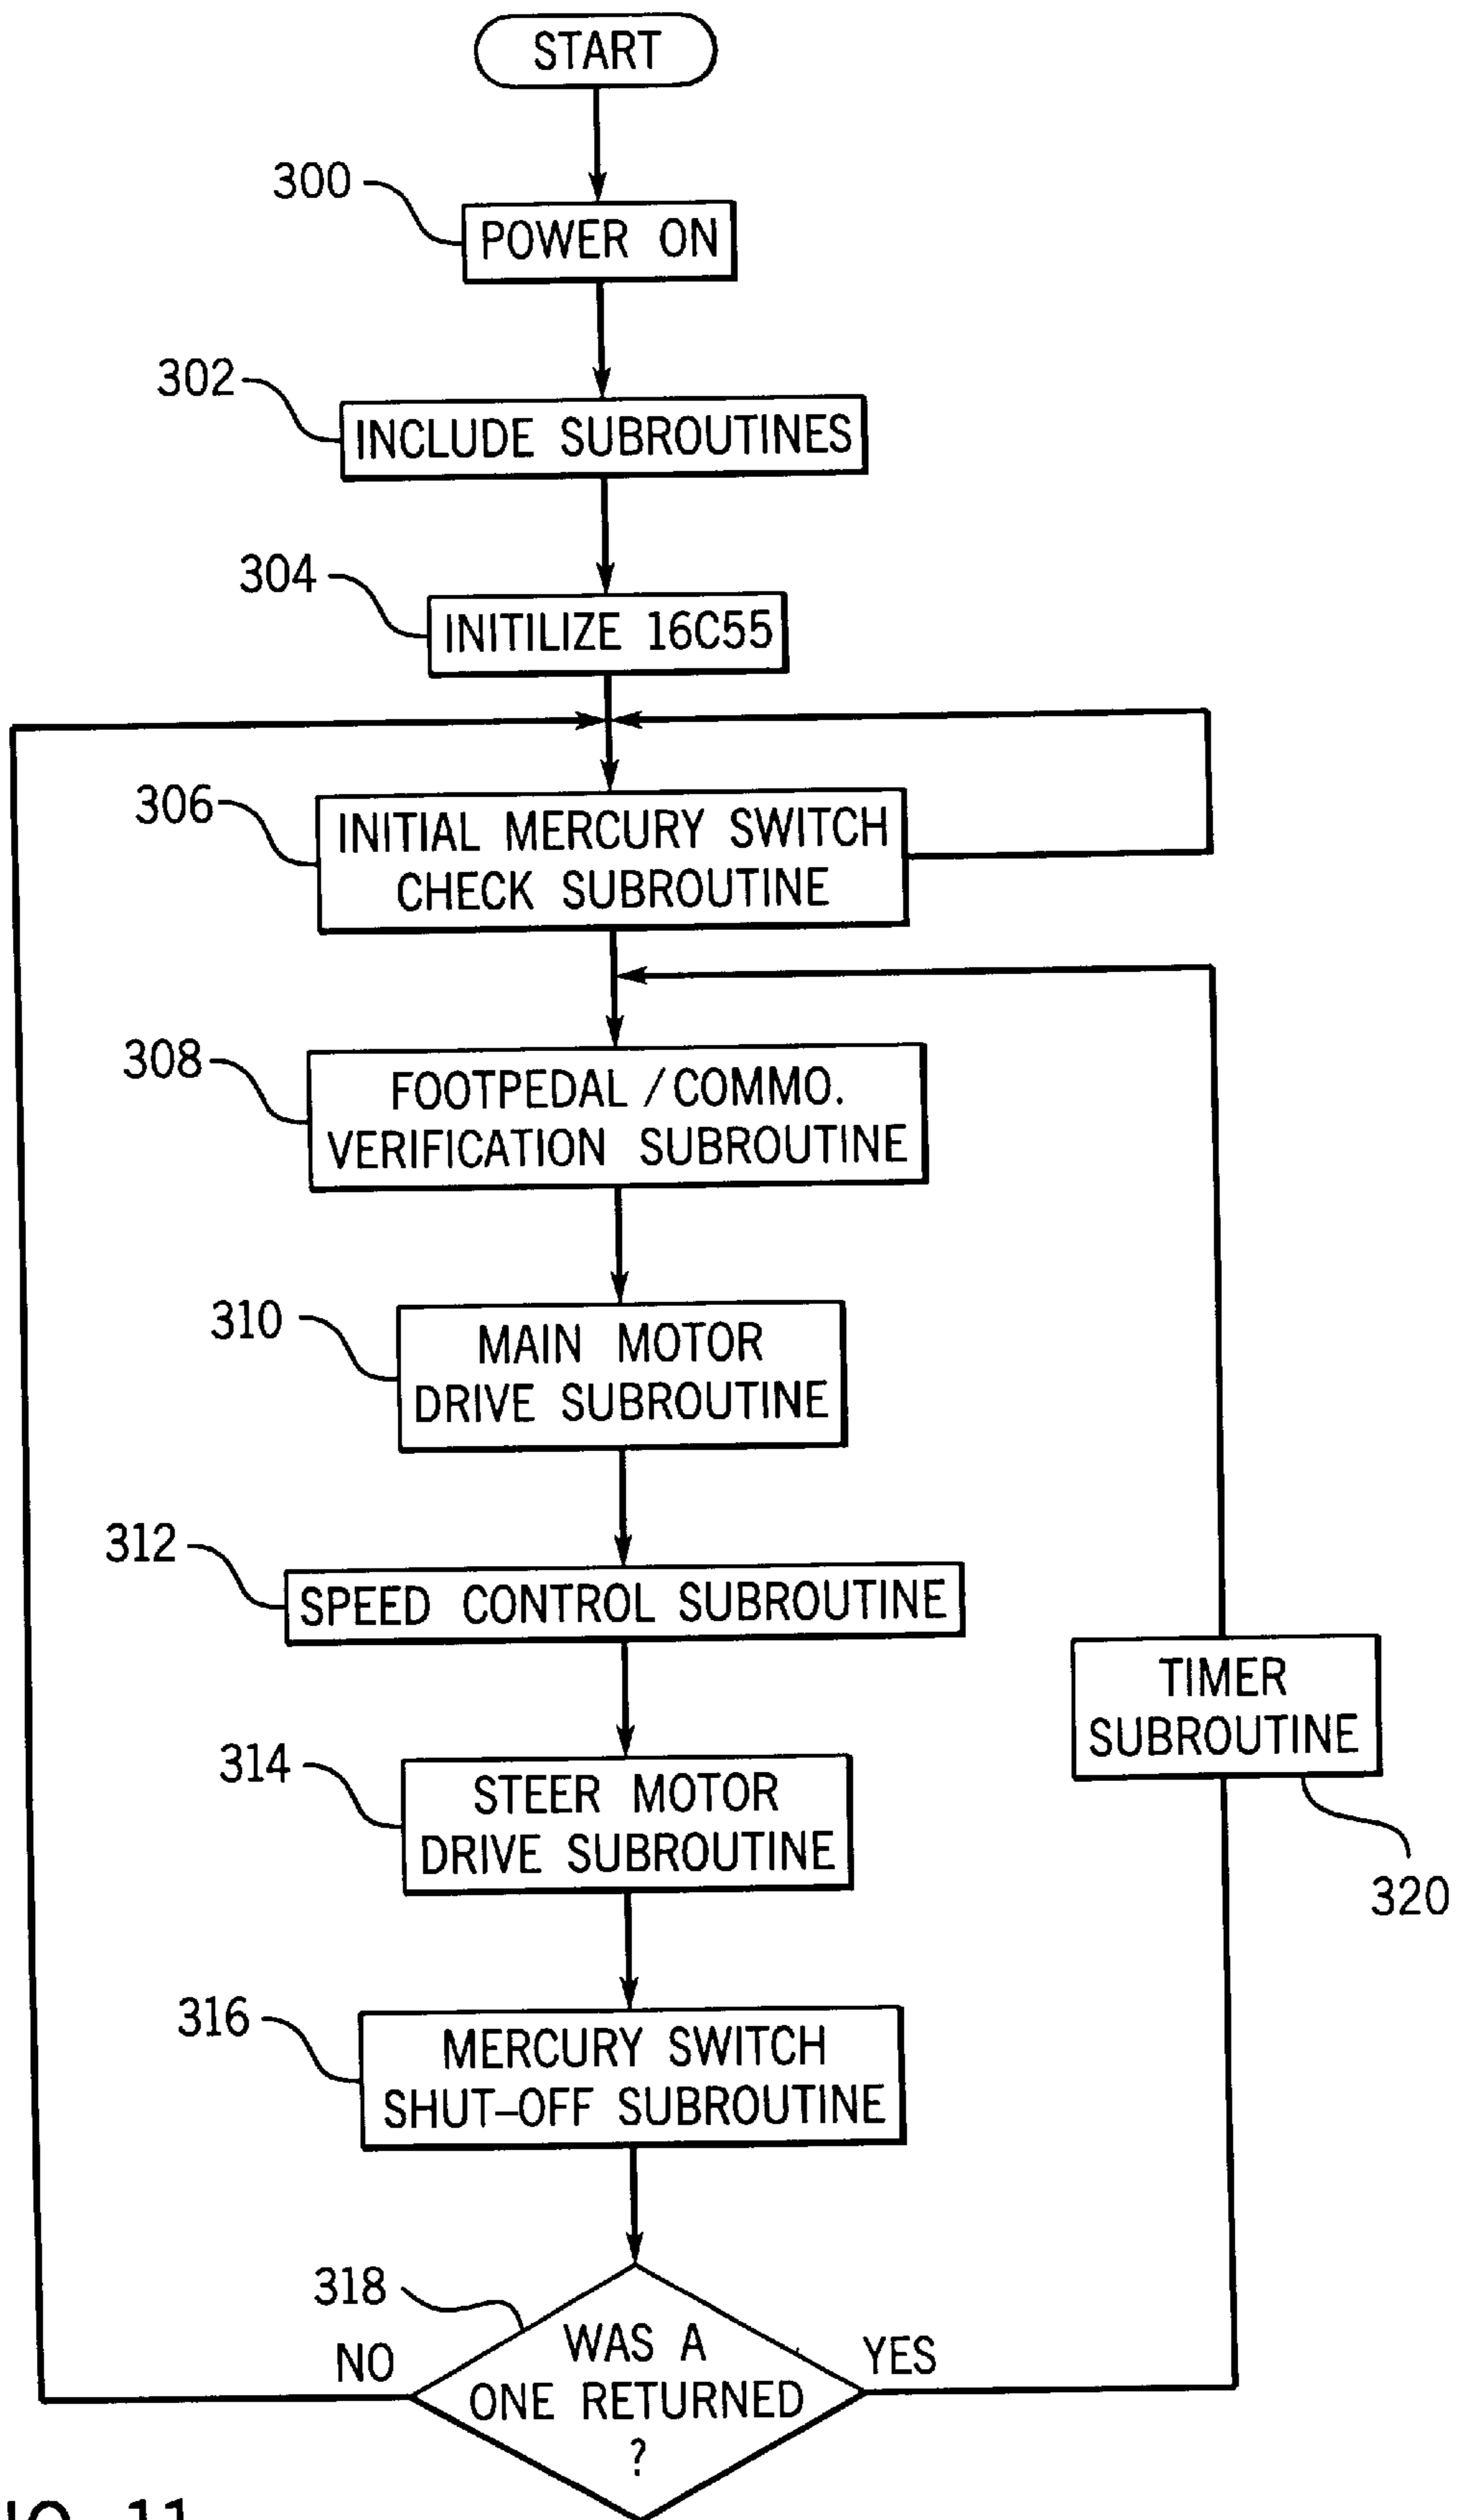 START
300
POWER ON
302
INCLUDE SUBROUTINES
304
INITILIZE 16C55
306
INITIAL MERCURY SWITCH
CHECK SUBROUTINE
308
FOOTPEDAL / COMMO.
VERIFICATION SUBROUTINE
310
MAIN MOTOR
DRIVE SUBROUTINE
312
SPEED CONTROL SUBROUTINE
TIMER
SUBROUTINE
320
314
STEER MOTOR
DRIVE SUBROUTINE
316
MERCURY SWITCH
SHUT-OFF SUBROUTINE
318
NO
WAS A
ONE RETURNED
?
YES